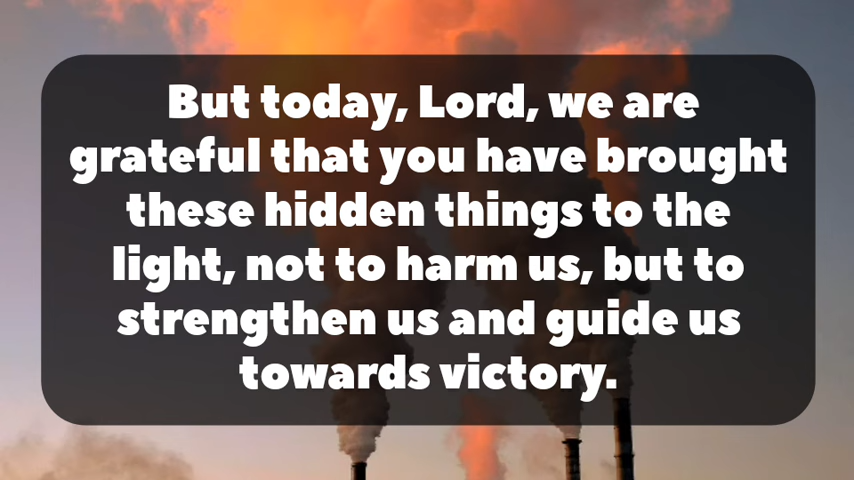 But today, Lord, we are
grateful that you have brought
these hidden things to the
light, not to harm us, but to
strengthen us and guide us
towards victory.